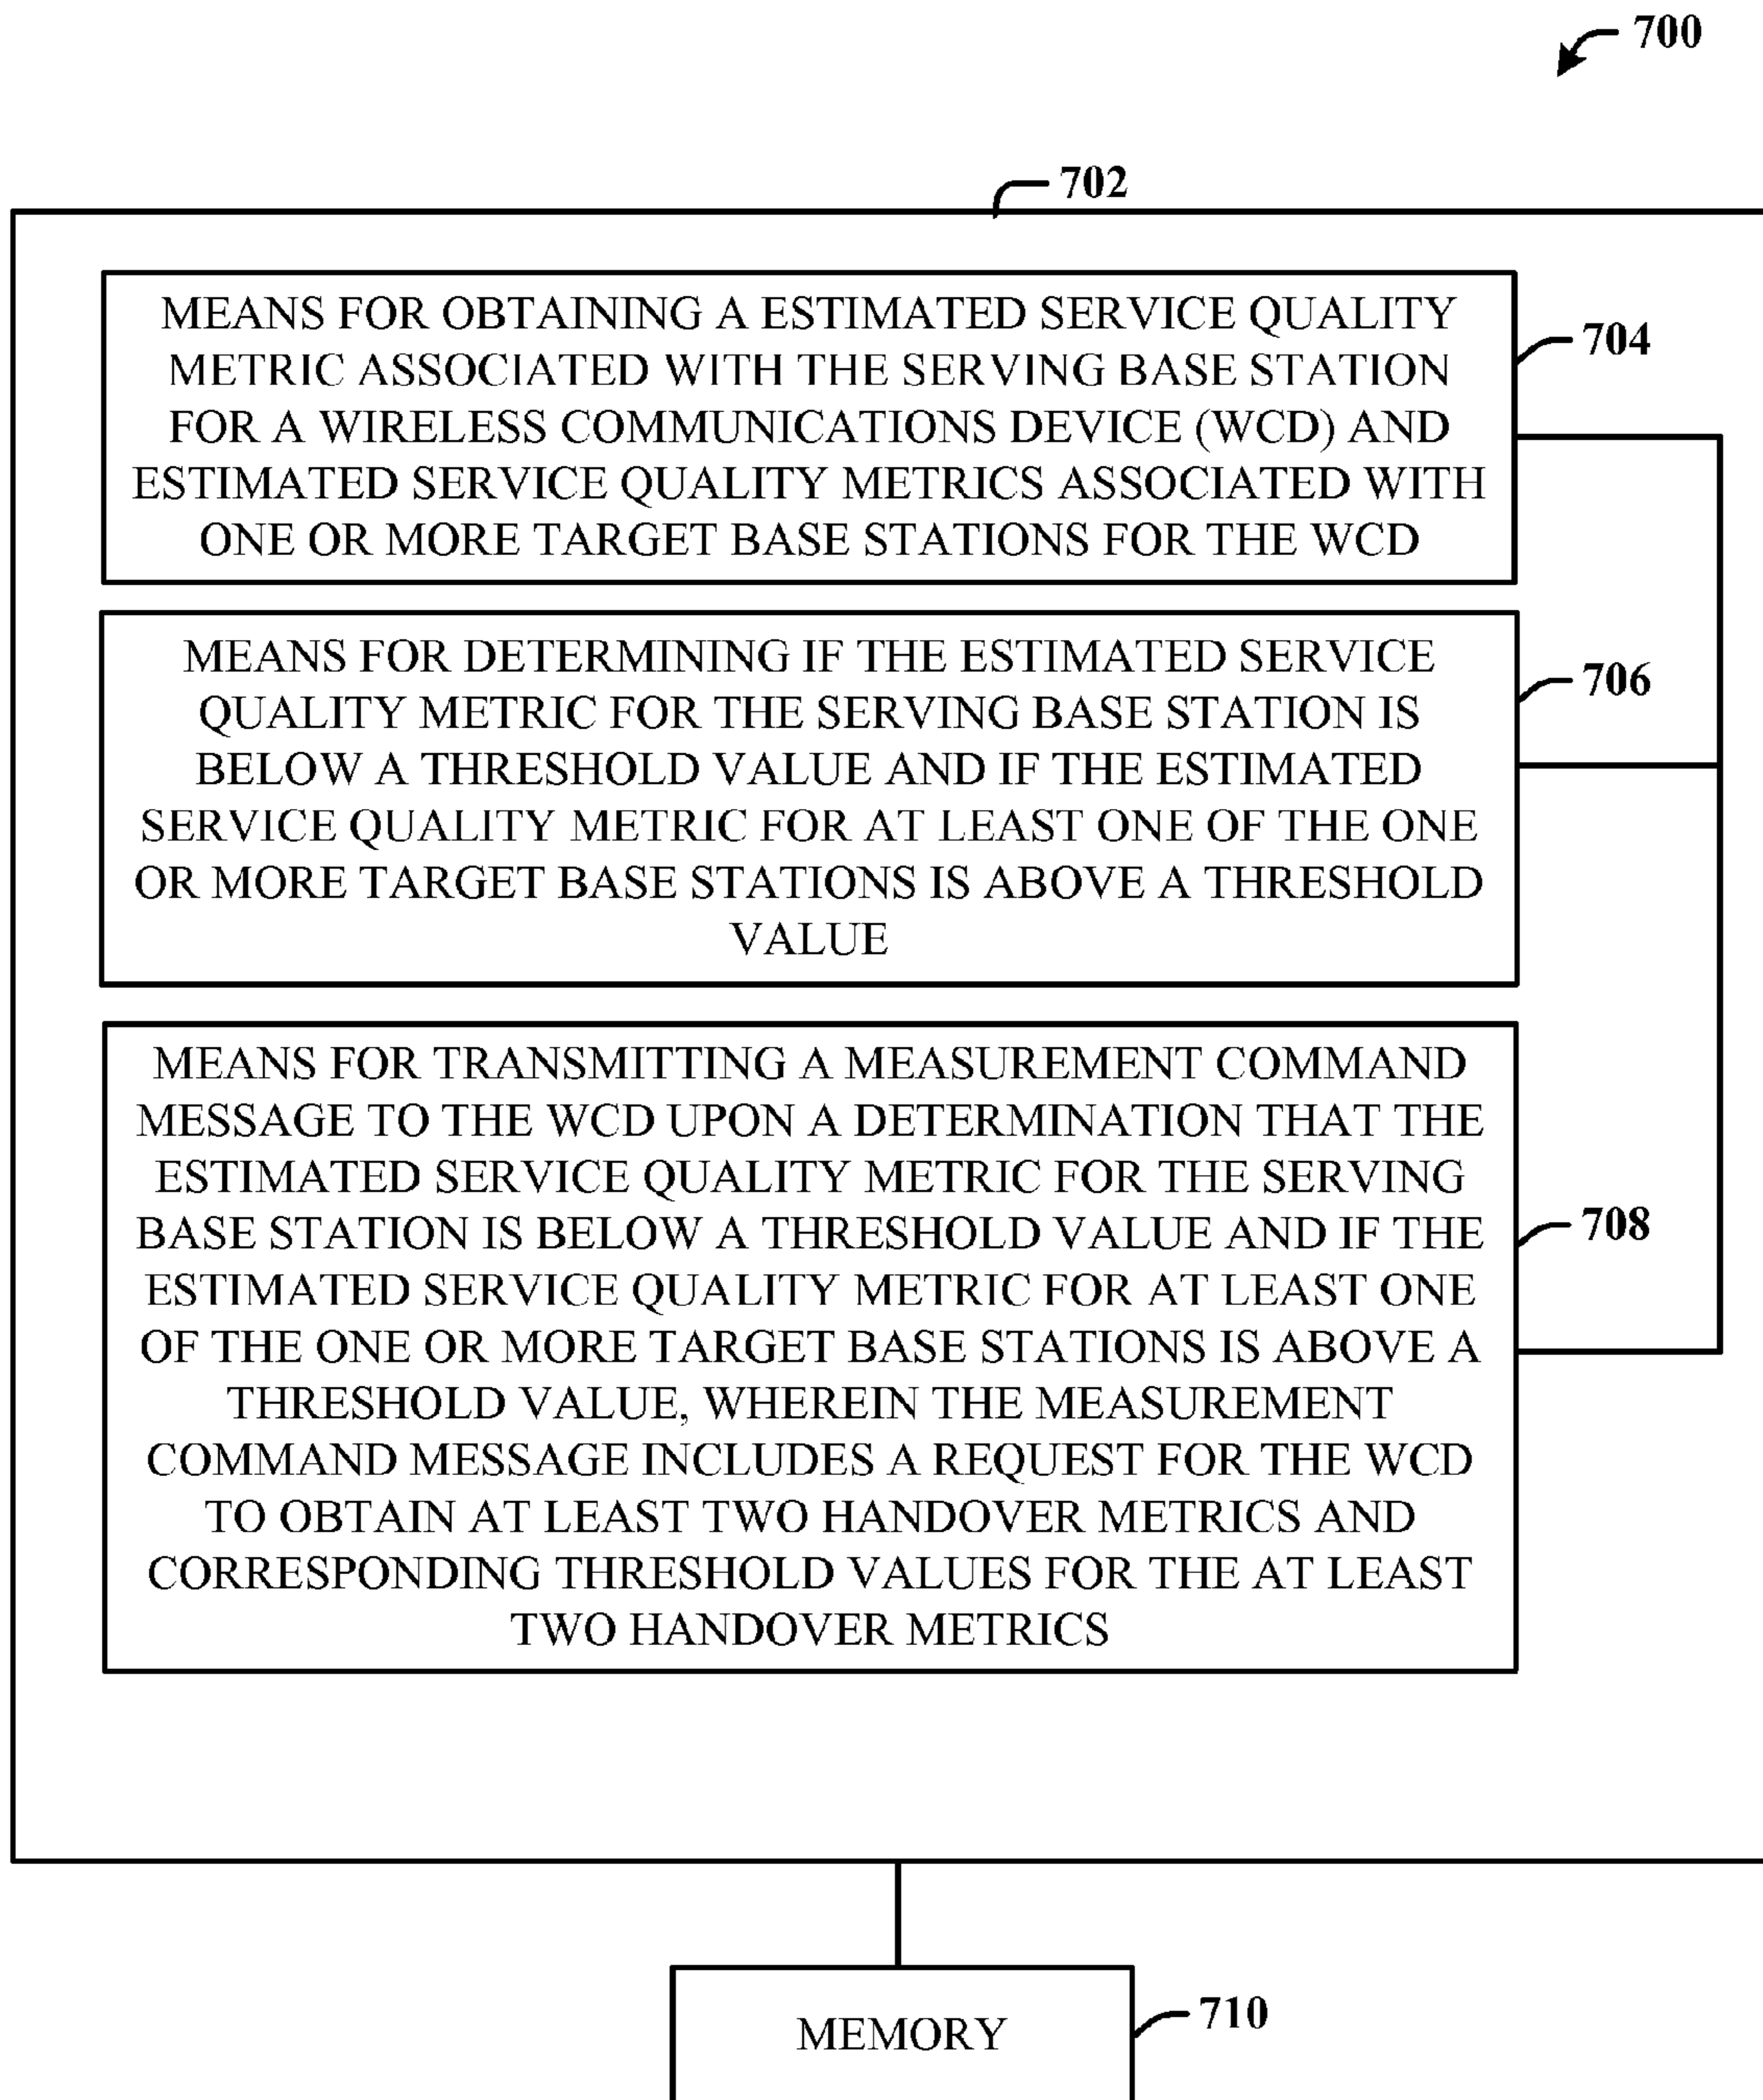 700
702
MEANS FOR OBTAINING A ESTIMATED SERVICE QUALITY
METRIC ASSOCIATED WITH THE SERVING BASE STATION
FOR A WIRELESS COMMUNICATIONS DEVICE (WCD) AND
ESTIMATED SERVICE QUALITY METRICS ASSOCIATED WITH
ONE OR MORE TARGET BASE STATIONS FOR THE WCD
704
MEANS FOR DETERMINING IF THE ESTIMATED SERVICE
QUALITY METRIC FOR THE SERVING BASE STATION IS
BELOW A THRESHOLD VALUE AND IF THE ESTIMATED
SERVICE QUALITY METRIC FOR AT LEAST ONE OF THE ONE
OR MORE TARGET BASE STATIONS IS ABOVE A THRESHOLD
VALUE
706
MEANS FOR TRANSMITTING A MEASUREMENT COMMAND
MESSAGE TO THE WCD UPON A DETERMINATION THAT THE
ESTIMATED SERVICE QUALITY METRIC FOR THE SERVING
BASE STATION IS BELOW A THRESHOLD VALUE AND IF THE
ESTIMATED SERVICE QUALITY METRIC FOR AT LEAST ONE
OF THE ONE OR MORE TARGET BASE STATIONS IS ABOVE A
THRESHOLD VALUE, WHEREIN THE MEASUREMENT
COMMAND MESSAGE INCLUDES A REQUEST FOR THE WCD
TO OBTAIN AT LEAST TWO HANDOVER METRICS AND
CORRESPONDING THRESHOLD VALUES FOR THE AT LEAST
TWO HANDOVER METRICS
708
MEMORY
710